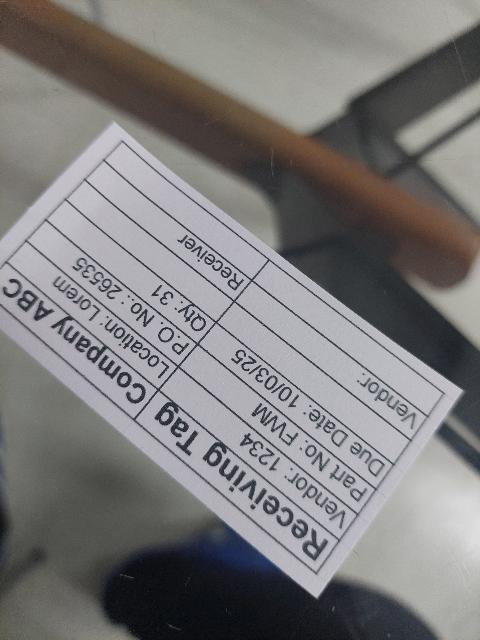 Receiving Tag Company ABC
Vendor: 1234 Location: Lorem
Part No: FWM P.O. No.: 26535
Due Date: 10/03/25 Qty: 31
Vendor: Receiver